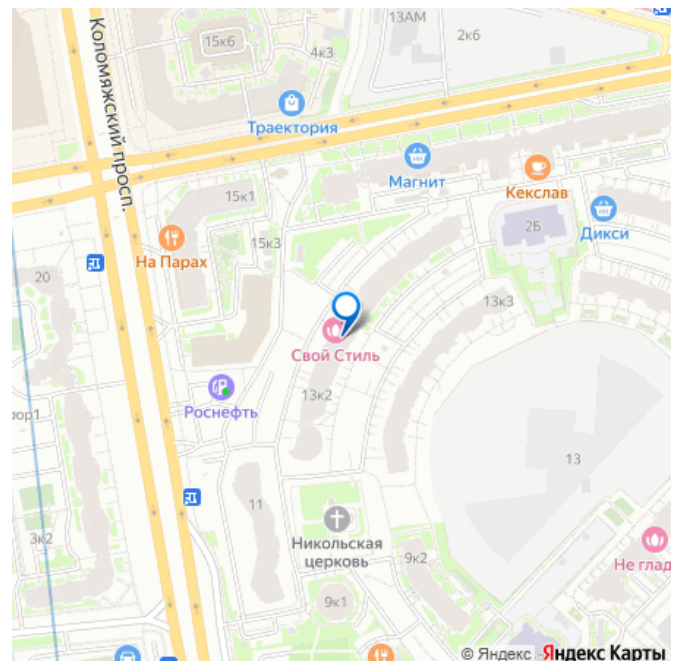 13АМ
2к6
15к6
4к3
Коломяжский просп.
Траектория
Магнит
Кекслав
15к1
2Б
Дикси
15к3
На Парах
20
13к3
Свой Стиль
Роснефть
13к2
13
11
Никольская
церковь
3к2
9к2
Не глад
9к1
© Яндекс Яндекс Карты